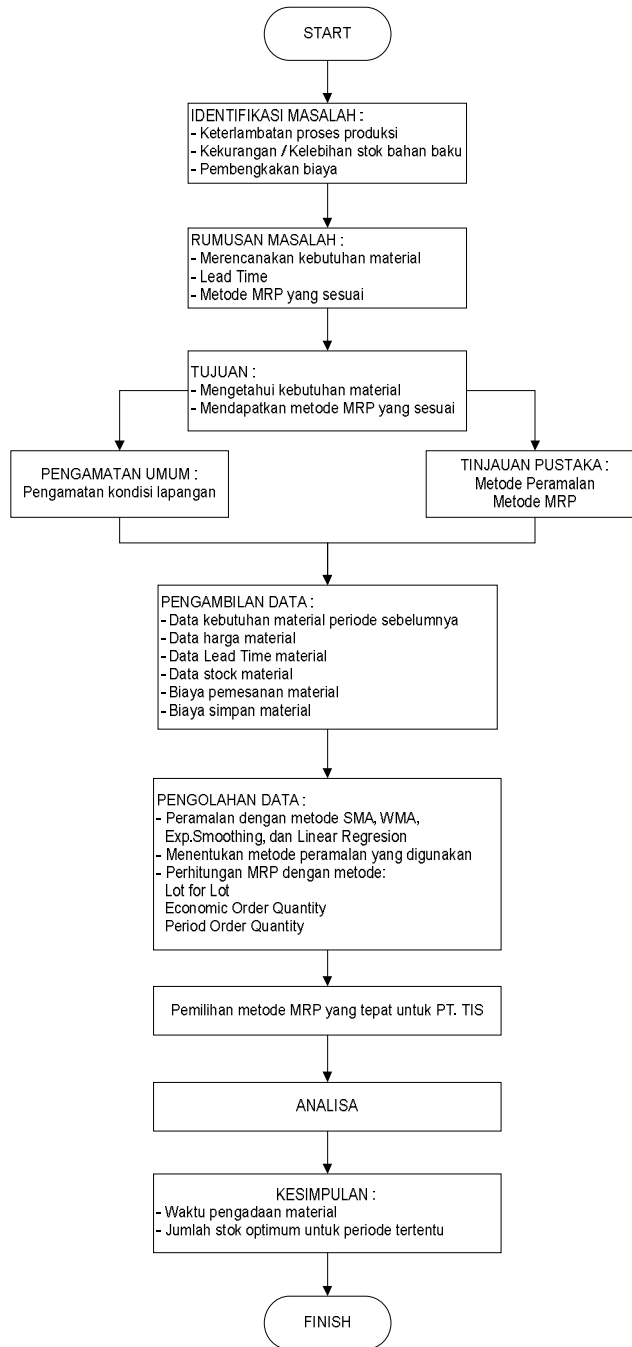 START
IDENTIFIKASI MASALAH :
- Keterlambatan proses produksi
- Kekurangan / Kelebihan stok bahan baku
- Pembengkakan biaya
RUMUSAN MASALAH :
- Merencanakan kebutuhan material
- Lead Time
- Metode MRP yang sesuai
TUJUAN :
- Mengetahui kebutuhan material
- Mendapatkan metode MRP yang sesuai
PENGAMATAN UMUM :
Pengamatan kondisi lapangan
TINJAUAN PUSTAKA :
Metode Peramalan
Metode MRP
PENGAMBILAN DATA :
- Data kebutuhan material periode sebelumnya
- Data harga material
- Data Lead Time material
- Data stock material
- Biaya pemesanan material
- Biaya simpan material
PENGOLAHAN DATA :
- Peramalan dengan metode SMA, WMA,
Exp.Smoothing, dan Linear Regresion
- Menentukan metode peramalan yang digunakan
- Perhitungan MRP dengan metode:
Lot for Lot
Economic Order Quantity
Period Order Quantity
Pemilihan metode MRP yang tepat untuk PT. TIS
ANALISA
KESIMPULAN :
- Waktu pengadaan material
- Jumlah stok optimum untuk periode tertentu
FINISH